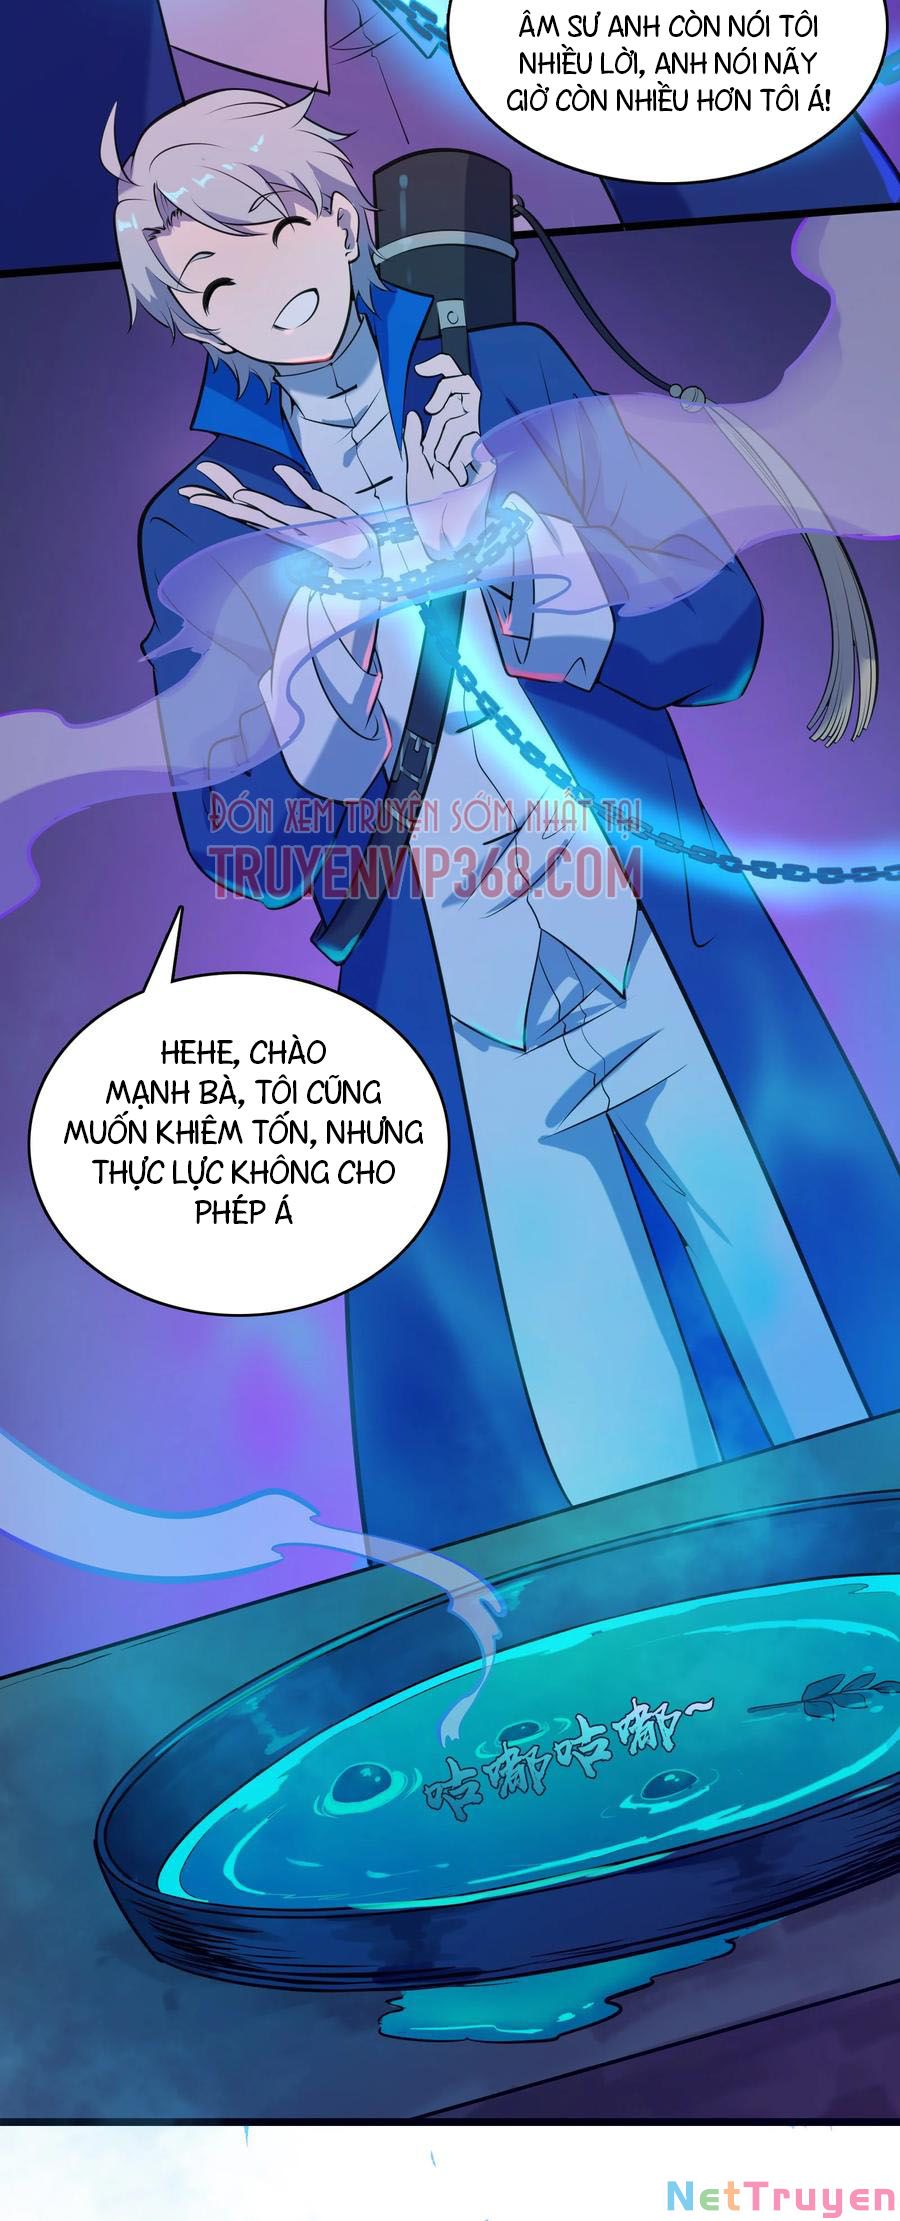 ÂM SƯ ANH CÒN NÓI TÔI
NHIỀU LỜI, ANH NÓI NÃY
GIỜ CÒN NHIỀU HƠN TÔI Á!
ĐÓN XEM TRUYỆN SỚM NHẤT TẠI
TRUYENVIP368.COM
HEHE, CHÀO
MẠNH BÀ, TÔI CŨNG
MUỐN KHIÊM TỐN, NHƯNG
THỰC LỰC KHÔNG CHO
PHÉP Á
咕嘟咕嘟~
NetTruyen